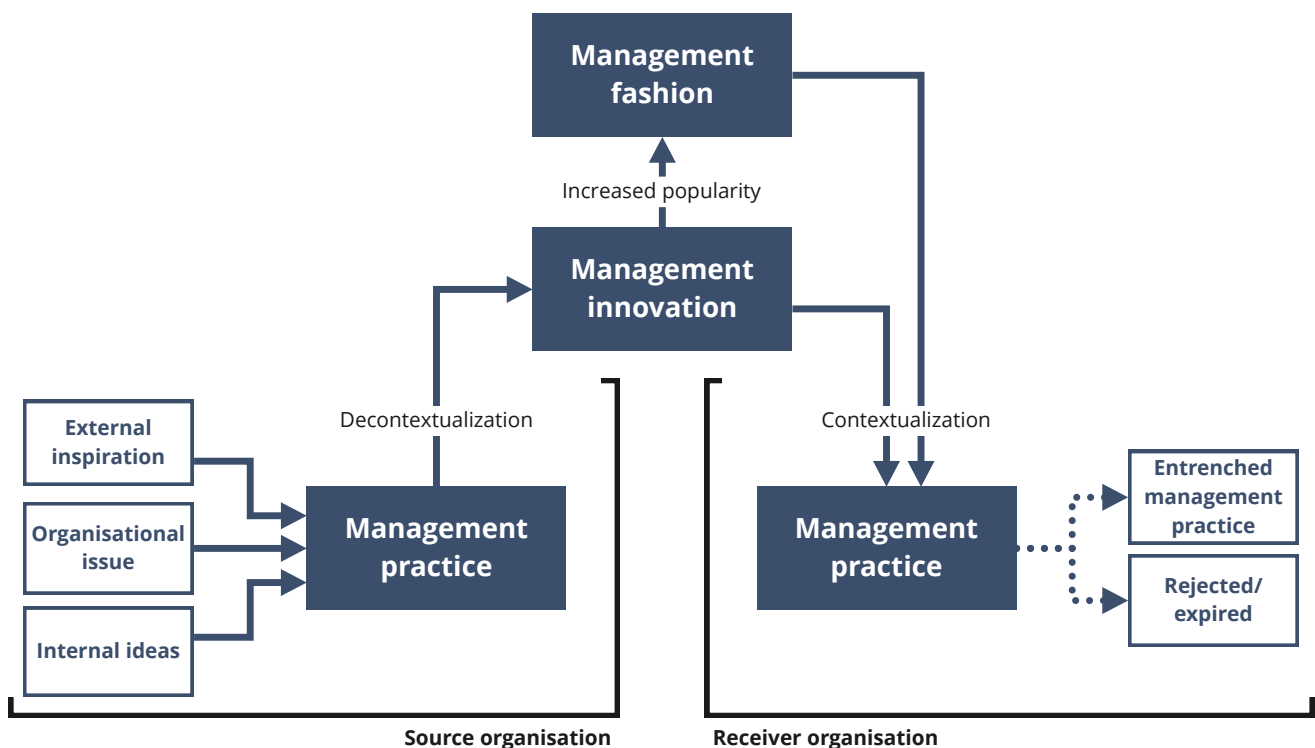 Management
fashion
Increased popularity
Management
innovation
Decontextualization
Contextualization
External
inspiration
Organisational
issue
Internal ideas
Management
practice
Management
practice
Entrenched
management
practice
Rejected/
expired
Source organisation
Receiver organisation